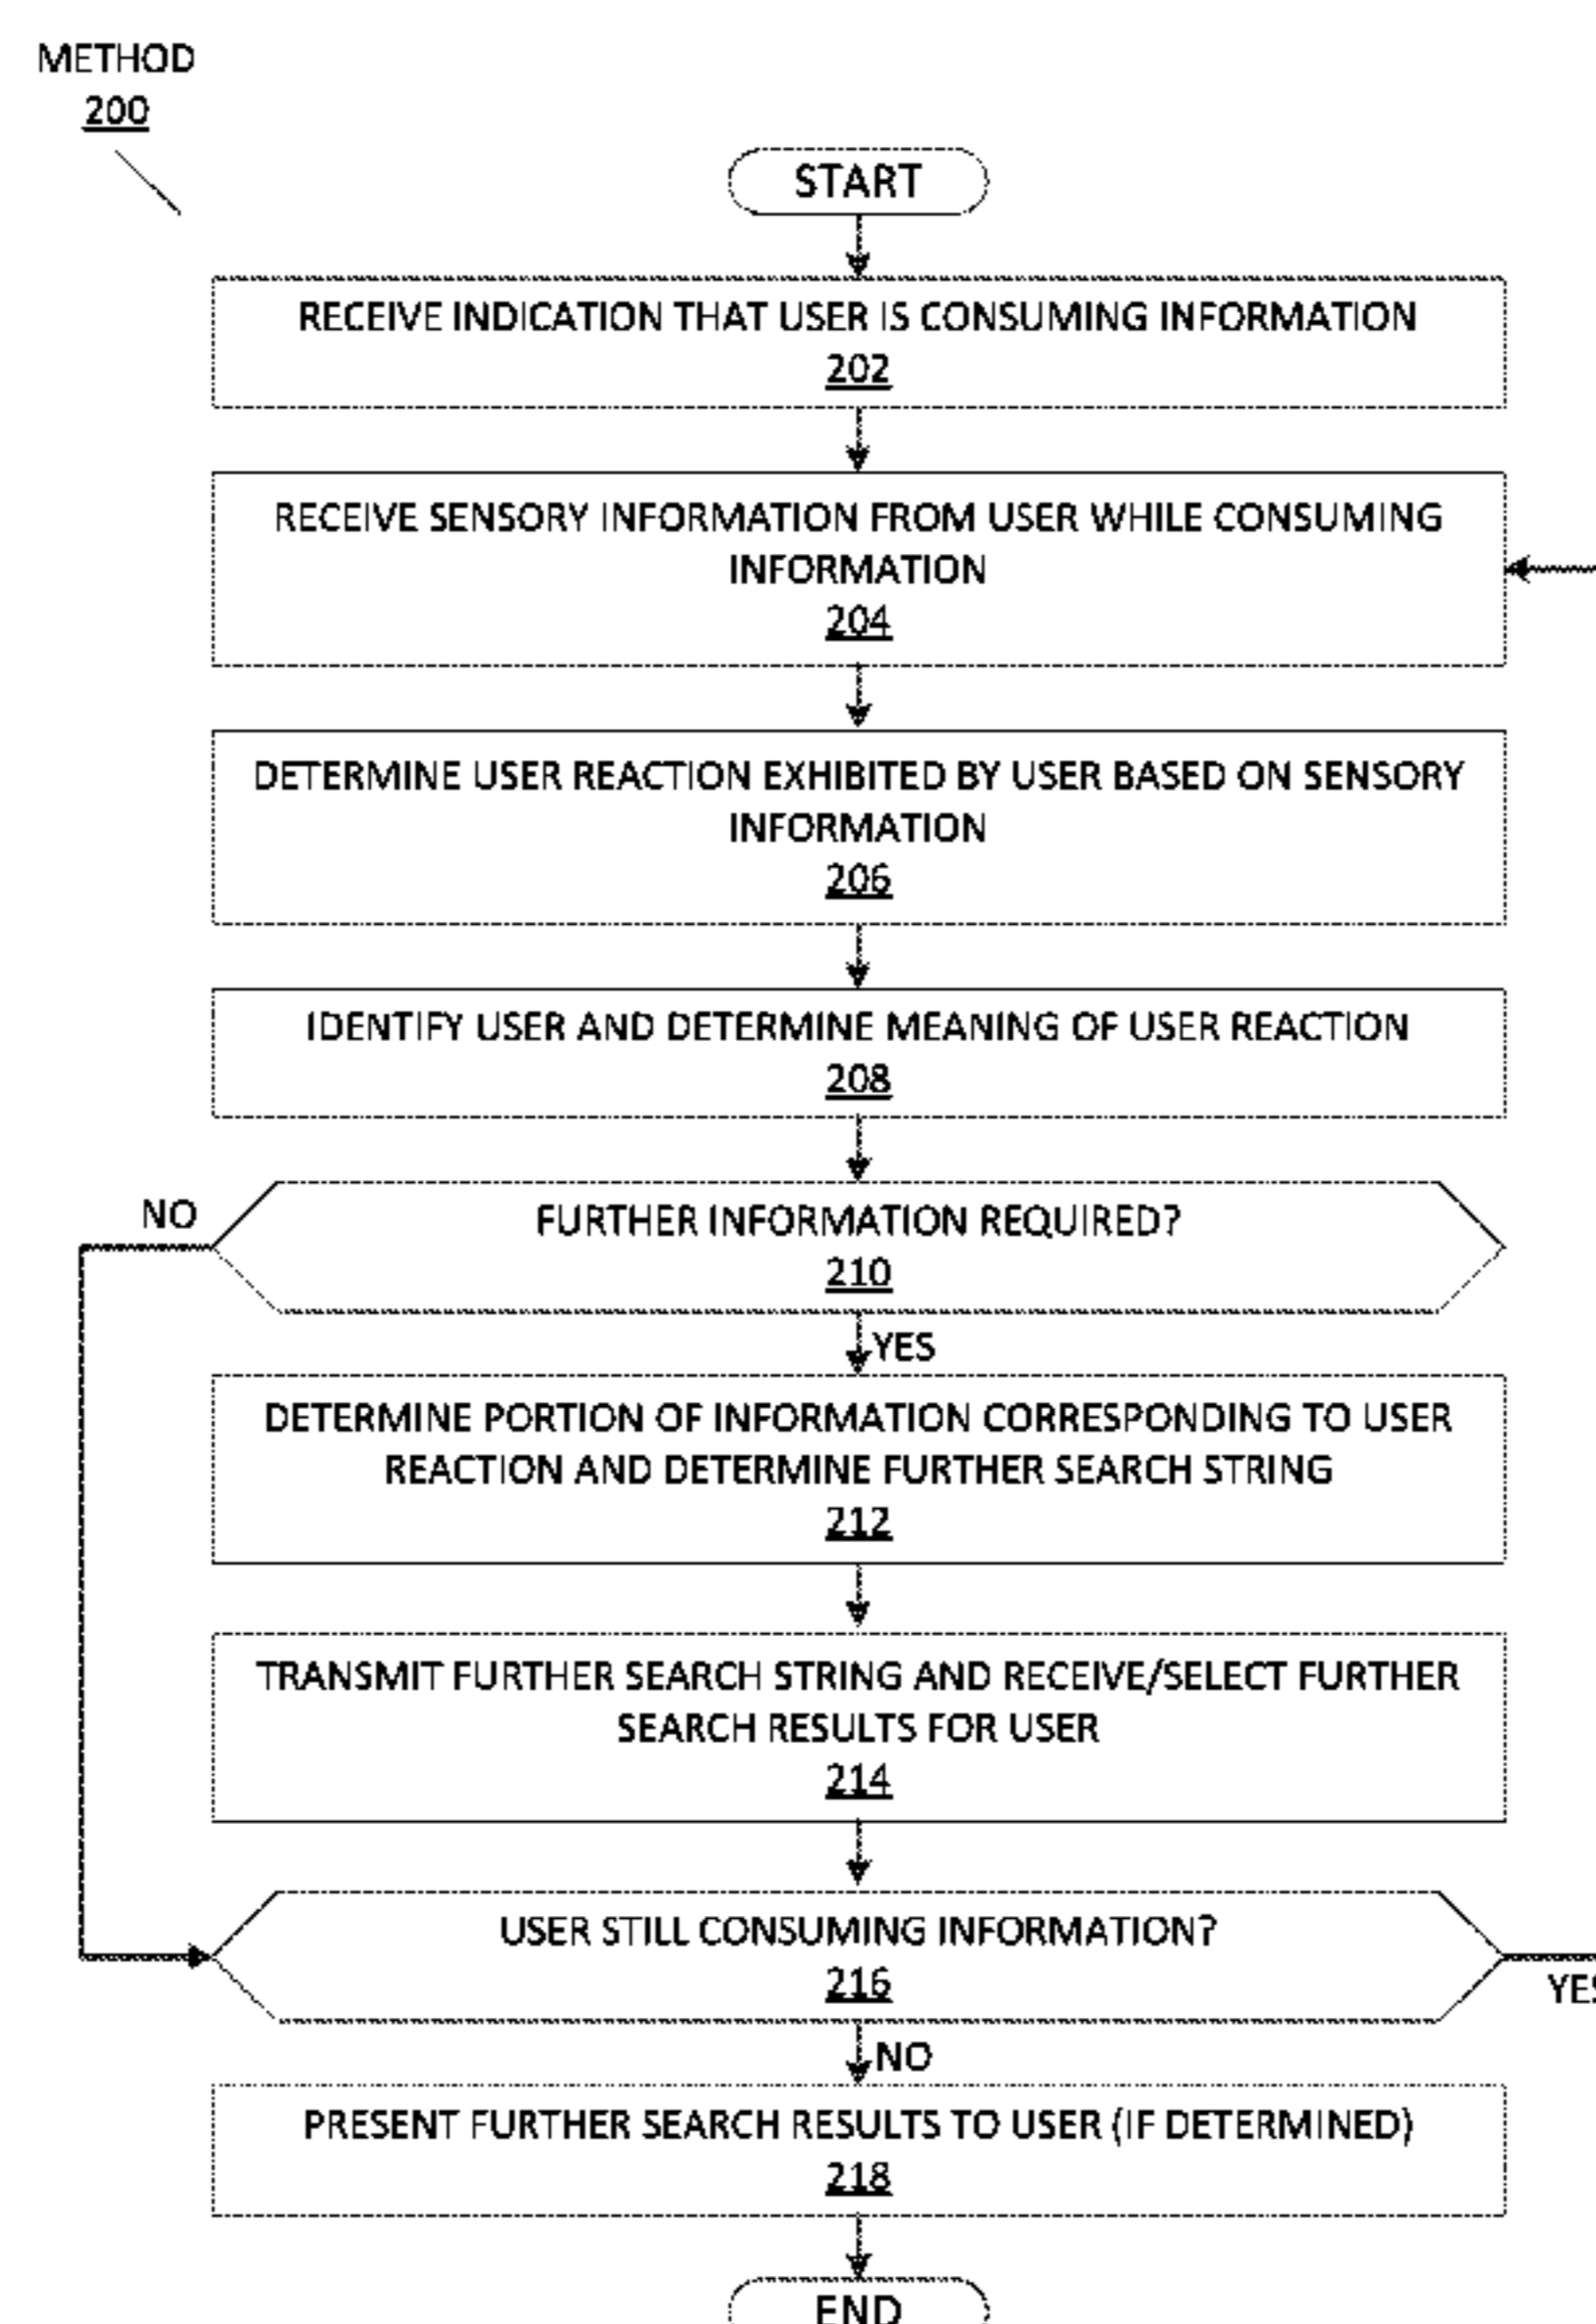 METHOD
200
START
RECEIVE INDICATION THAT USER IS CONSUMING INFORMATION
202
RECEIVE SENSORY INFORMATION FROM USER WHILE CONSUMING
INFORMATION
204
DETERMINE USER REACTION EXHIBITED BY USER BASED ON SENSORY
INFORMATION
206
IDENTIFY USER AND DETERMINE MEANING OF USER REACTION
208
NO
FURTHER INFORMATION REQUIRED?
210
YES
DETERMINE PORTION OF INFORMATION CORRESPONDING TO USER
REACTION AND DETERMINE FURTHER SEARCH STRING
212
TRANSMIT FURTHER SEARCH STRING AND RECEIVE/SELECT FURTHER
SEARCH RESULTS FOR USER
214
USER STILL CONSUMING INFORMATION?
216
YES
NO
PRESENT FURTHER SEARCH RESULTS TO USER (IF DETERMINED)
218
END